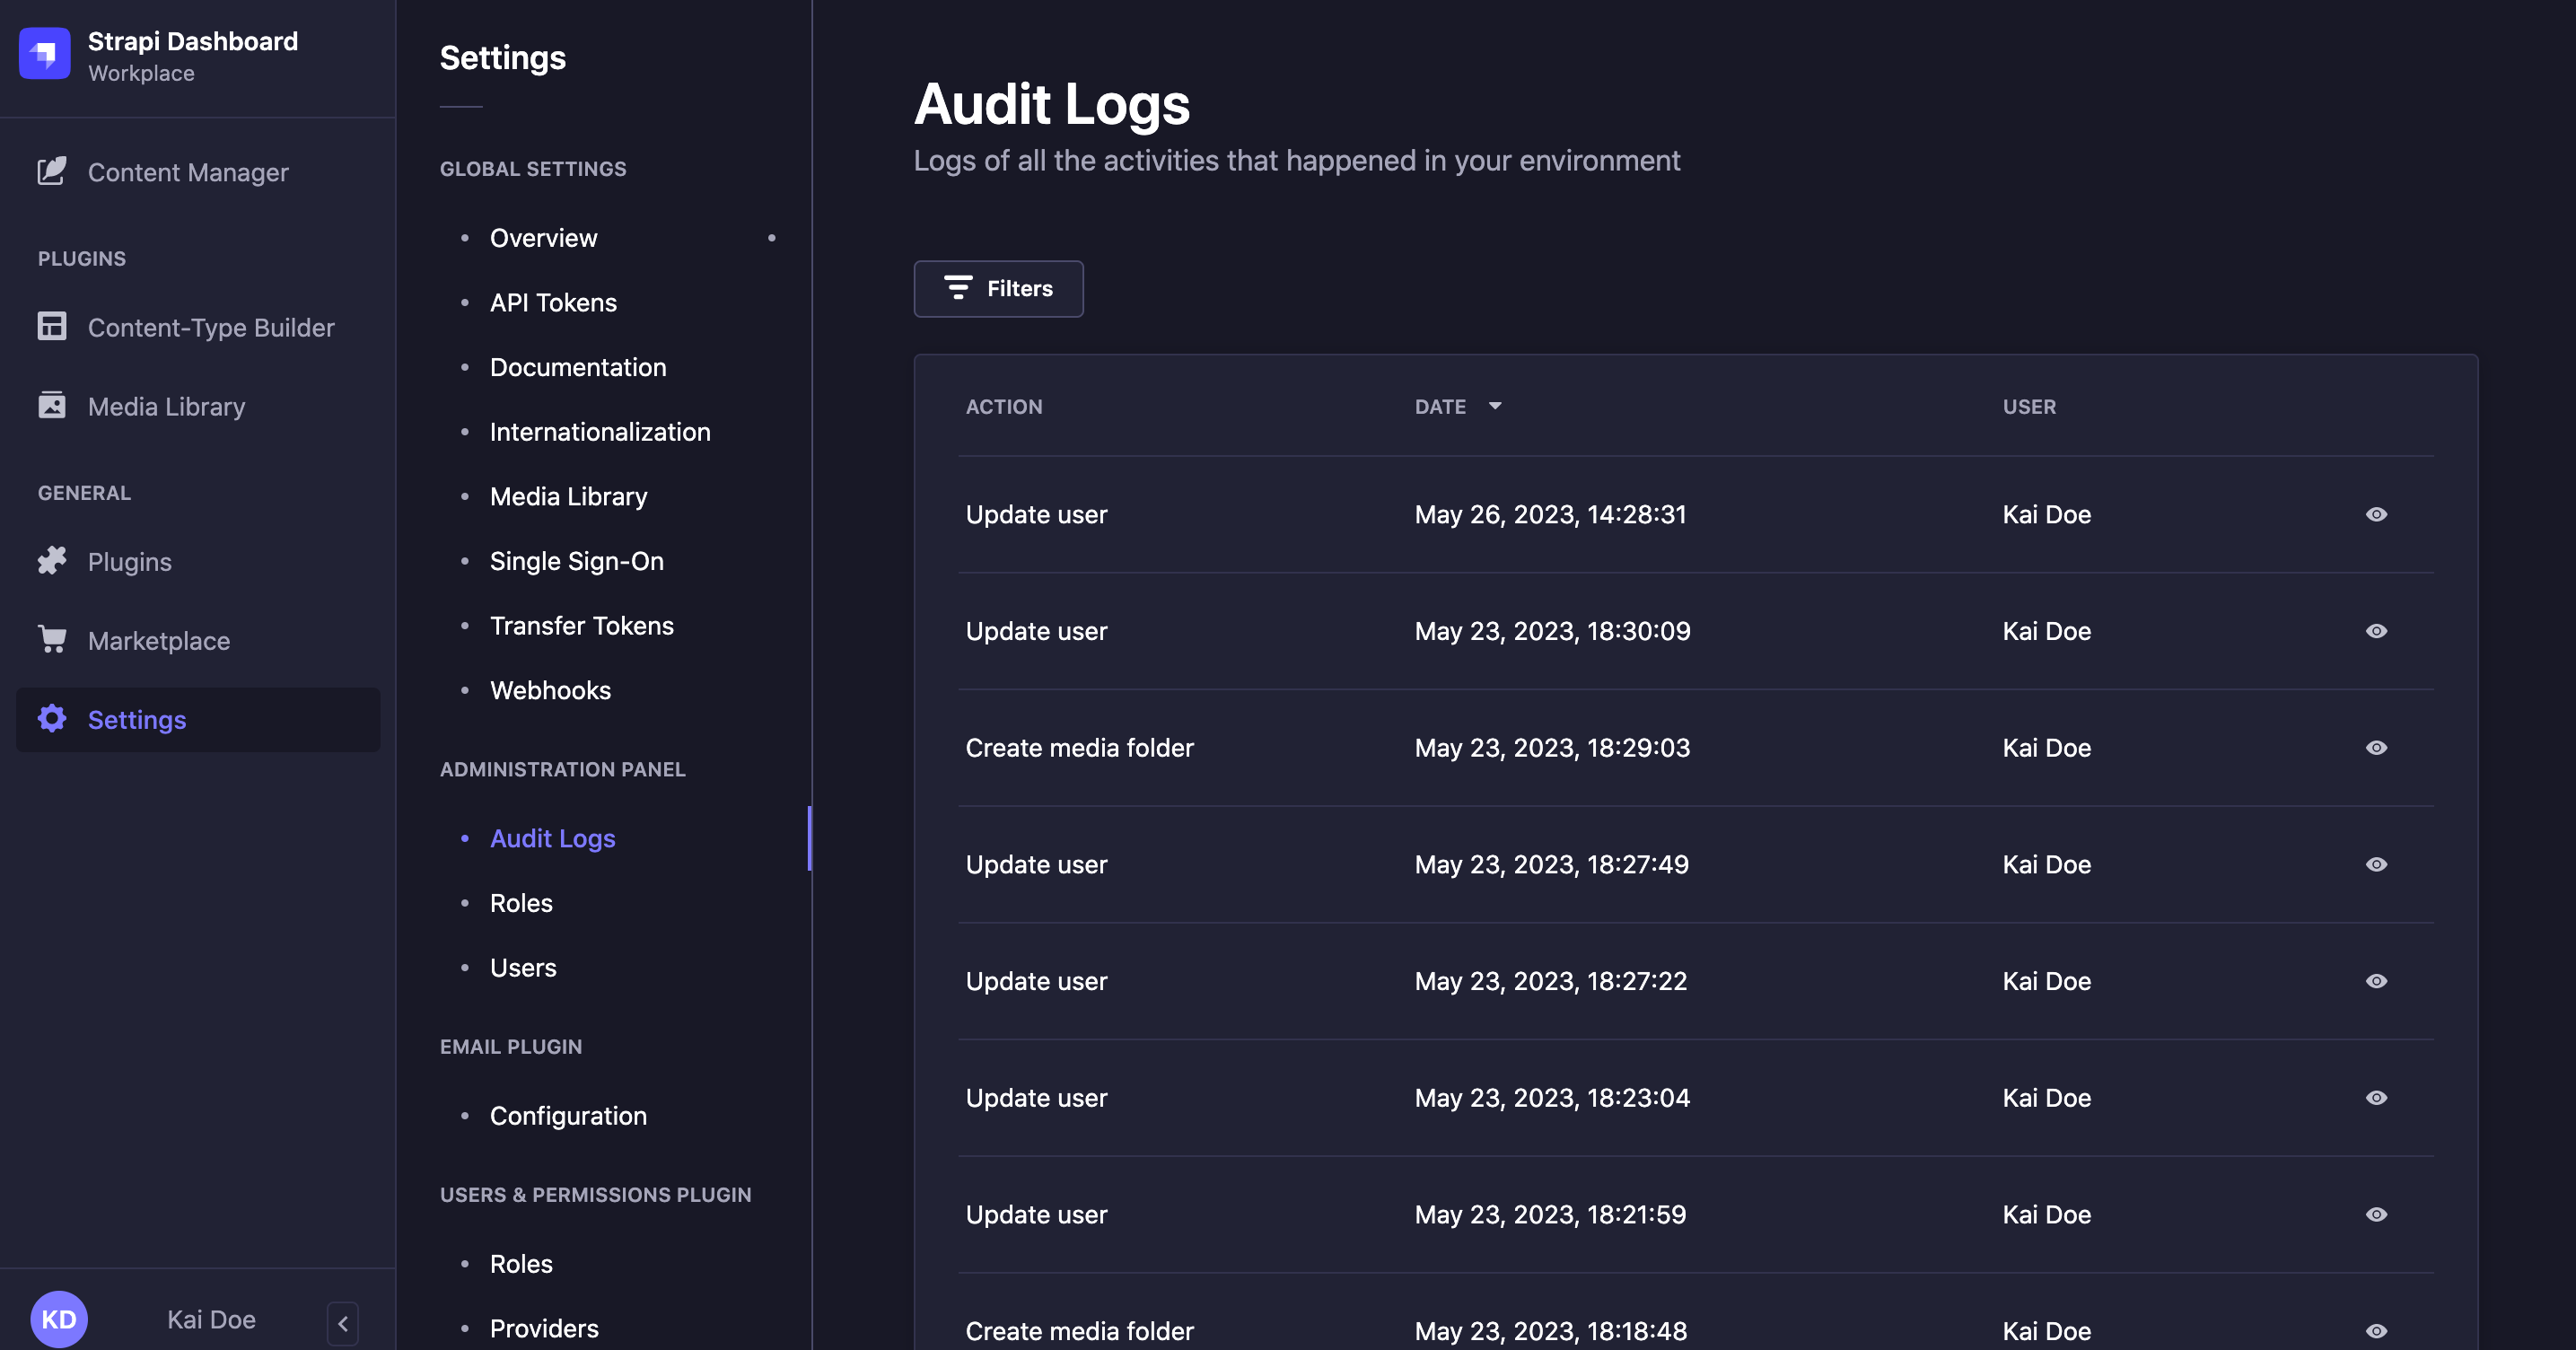 Strapi Dashboard
Workplace
Content Manager
PLUGINS
Content-Type Builder
Media Library
GENERAL
Plugins
Marketplace
Settings
KD
Kai Doe
Settings
GLOBAL SETTINGS
Overview
API Tokens
Documentation
Internationalization
Media Library
Single Sign-On
Transfer Tokens
Webhooks
ADMINISTRATION PANEL
Audit Logs
Roles
Users
EMAIL PLUGIN
Configuration
USERS & PERMISSIONS PLUGIN
Roles
Providers
Audit Logs
Logs of all the activities that happened in your environment
Filters
ACTION DATE USER
Update user May 26, 2023, 14:28:31 Kai Doe
Update user May 23, 2023, 18:30:09 Kai Doe
Create media folder May 23, 2023, 18:29:03 Kai Doe
Update user May 23, 2023, 18:27:49 Kai Doe
Update user May 23, 2023, 18:27:22 Kai Doe
Update user May 23, 2023, 18:23:04 Kai Doe
Update user May 23, 2023, 18:21:59 Kai Doe
Create media folder May 23, 2023, 18:18:48 Kai Doe